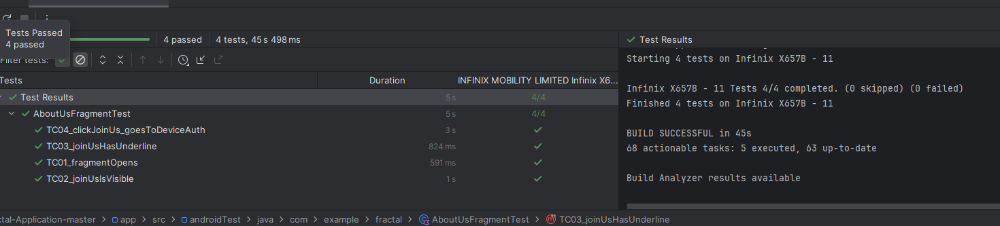 Tests Passed
4 passed
4 passed
4 tests, 45 s 498 ms
Filter tests:
Tests Duration INFINIX MOBILITY LIMITED Infinix X6...
Test Results 5 s 4/4
AboutUsFragmentTest 5 s 4/4
TC04_clickJoinUs_goesToDeviceAuth 3 s
TC03_joinUsHasUnderline 824 ms
TC01_fragmentOpens 591 ms
TC02_joinUsIsVisible 1 s
Test Results
Starting 4 tests on Infinix X657B - 11
Infinix X657B - 11 Tests 4/4 completed. (0 skipped) (0 failed)
Finished 4 tests on Infinix X657B - 11
BUILD SUCCESSFUL in 45s
68 actionable tasks: 5 executed, 63 up-to-date
Build Analyzer results available
ctal-Application-master > app > src > androidTest > java > com > example > fractal > AboutUsFragmentTest > TC03_joinUsHasUnderline